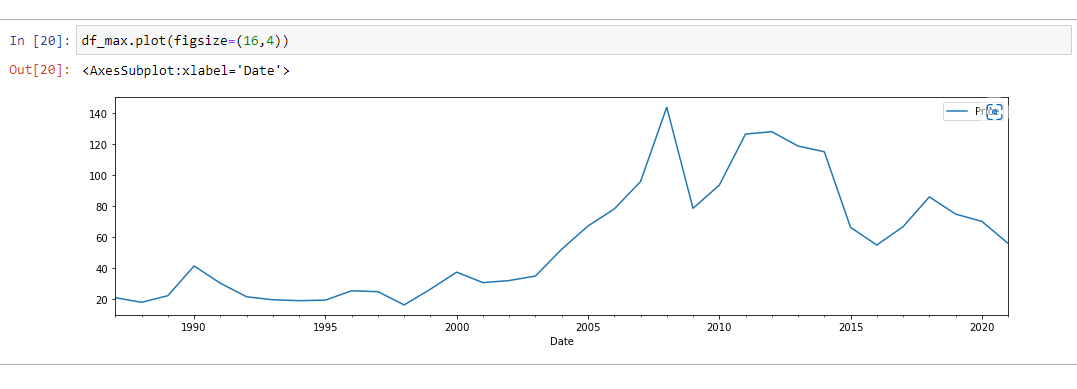 In [20]: df_max.plot(figsize=(16,4))
Out[20]: <AxesSubplot:xlabel='Date'>
140
120
100
80
60
40
20
1990 1995 2000 2005 2010 2015 2020
Date